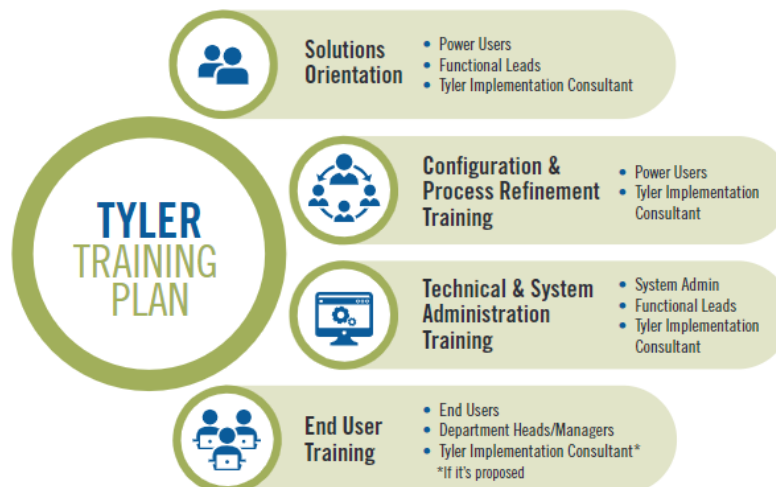 Solutions
Orientation
• Power Users
• Functional Leads
• Tyler Implementation Consultant
TYLER
TRAINING
PLAN
Configuration &
Process Refinement
Training
• Power Users
• Tyler Implementation
Consultant
Technical & System
Administration
Training
• System Admin
• Functional Leads
• Tyler Implementation
Consultant
End User
Training
• End Users
• Department Heads/Managers
• Tyler Implementation Consultant*
*If it's proposed